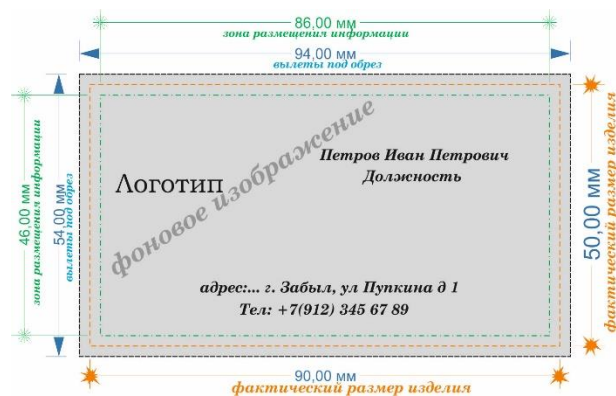 86,00 мм
зона размещения информации
94,00 мм
вылеты под обрез
46,00 мм
зона размещения информации
54,00 мм
вылеты под обрез
фоновое изображение
Логотип
Петров Иван Петрович
Должность
адрес:... г. Забыл, ул Пупкина д 1
Тел: +7(912) 345 67 89
50,00 мм
фактический размер изделия
90,00 мм
фактический размер изделия